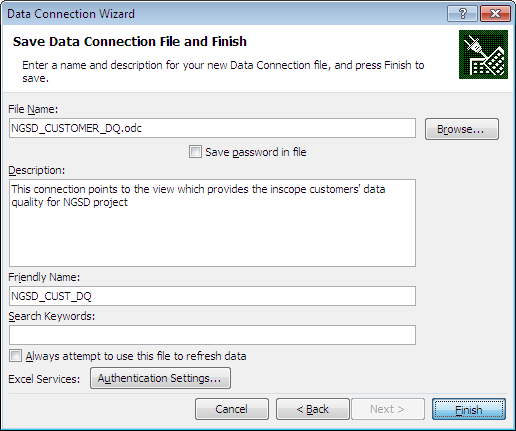 Data Connection Wizard
Save Data Connection File and Finish
Enter a name and description for your new Data Connection file, and press Finish to
save.
File Name:
NGSD_CUSTOMER_DQ.odc
Browse...
Save password in file
Description:
This connection points to the view which provides the inscope customers' data
quality for NGSD project
Friendly Name:
NGSD_CUST_DQ
Search Keywords:
Always attempt to use this file to refresh data
Excel Services:
Authentication Settings...
Cancel
< Back
Next >
Finish